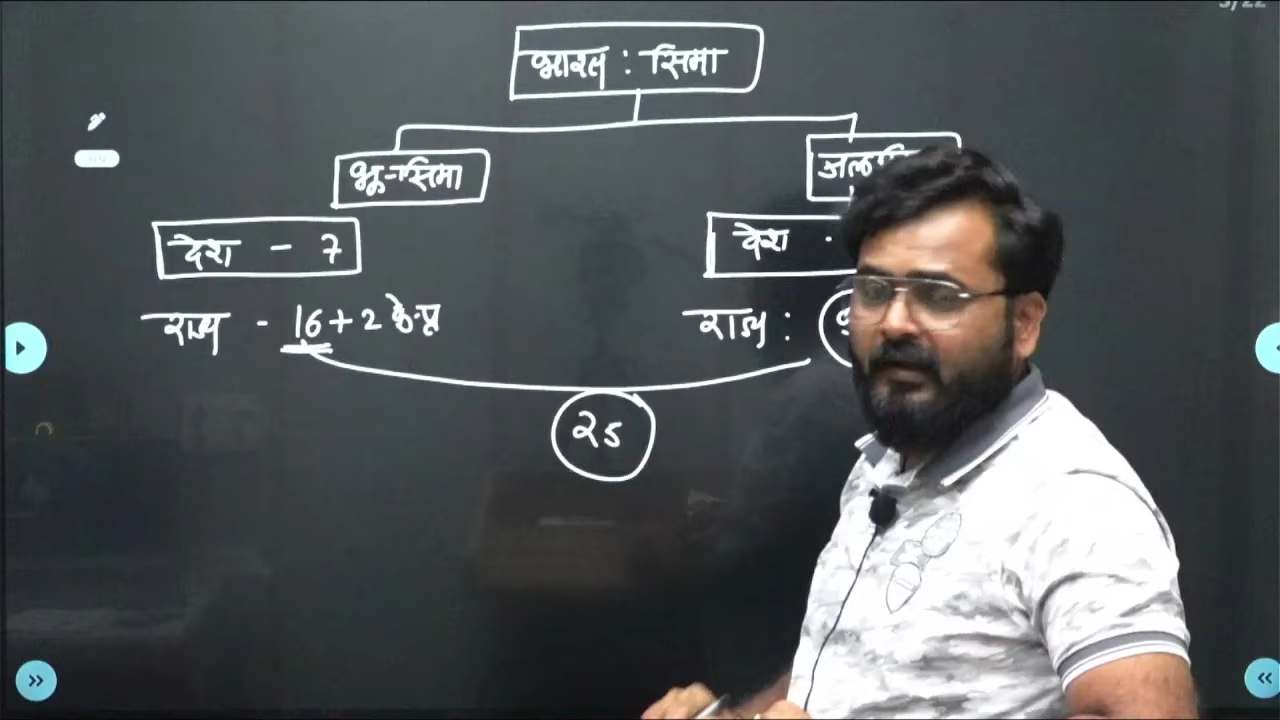 भारत : सिमा
भू-सिमा
देश - 7
देश
राज्य - 16 + 2 के.प्र
राज्य :
25